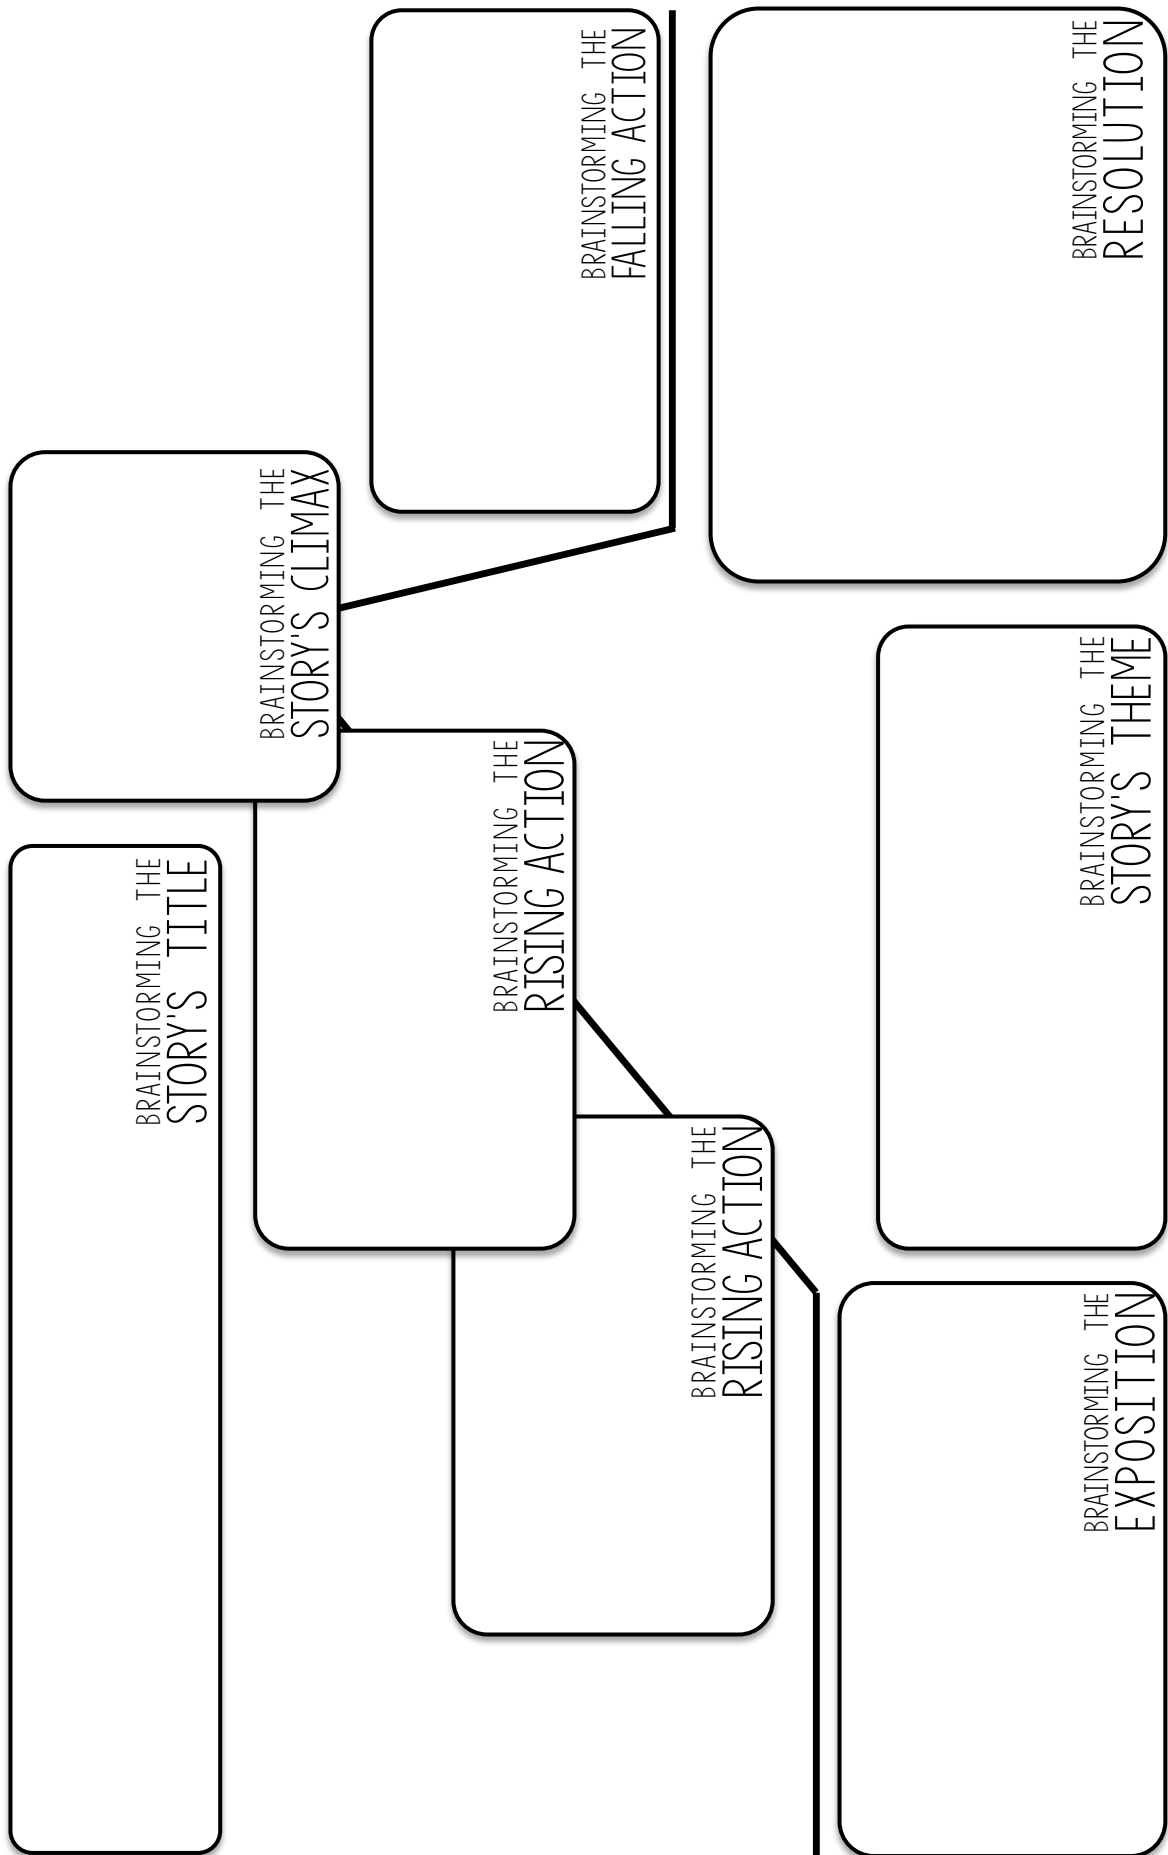 BRAINSTORMING THE
STORY'S TITLE
BRAINSTORMING THE
STORY'S CLIMAX
BRAINSTORMING THE
RISING ACTION
BRAINSTORMING THE
FALLING ACTION
BRAINSTORMING THE
RISING ACTION
BRAINSTORMING THE
EXPOSITION
BRAINSTORMING THE
STORY'S THEME
BRAINSTORMING THE
RESOLUTION